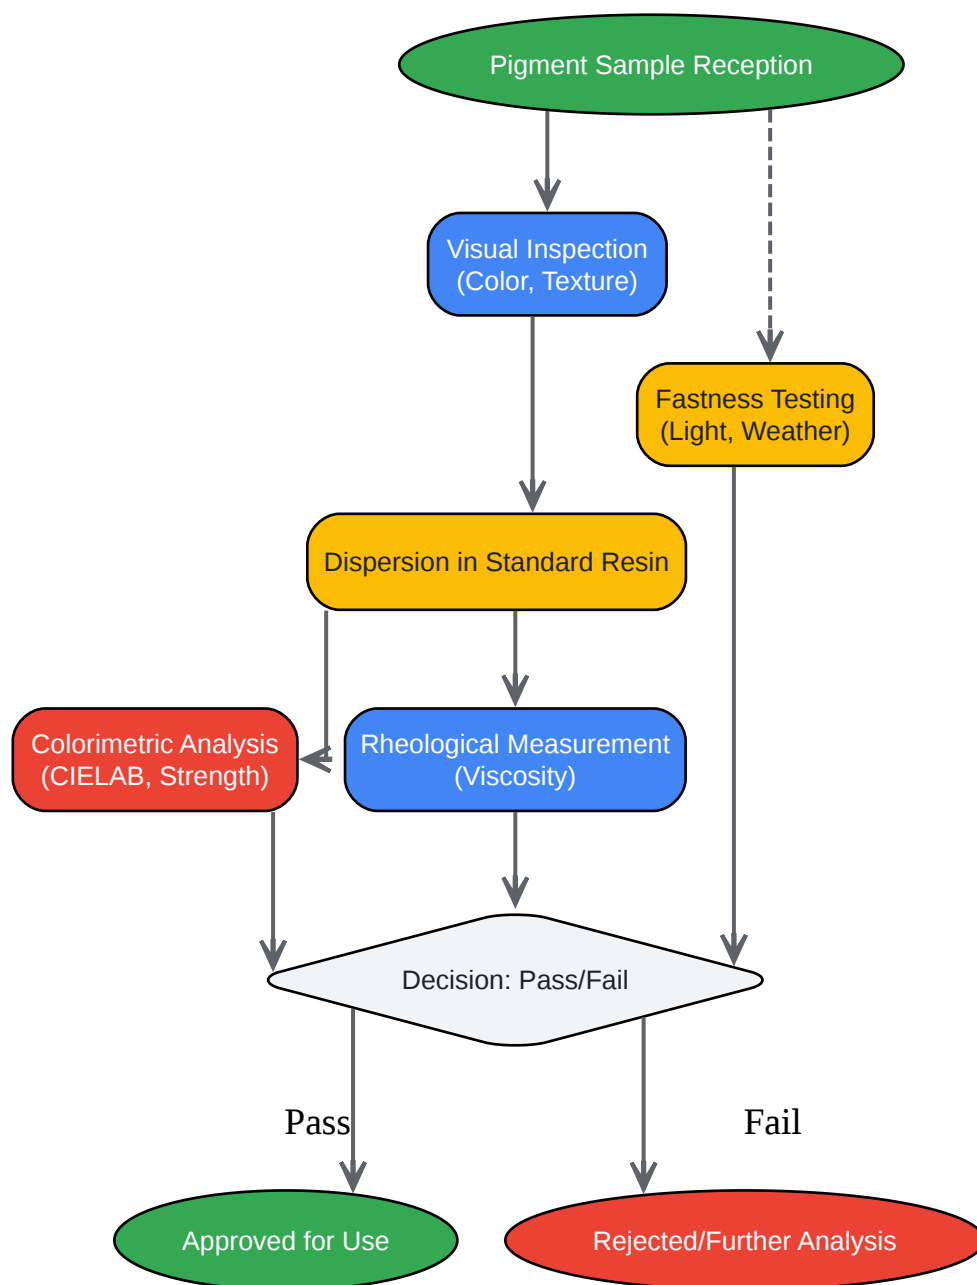 Pigment Sample Reception
Visual Inspection
(Color, Texture)
Fastness Testing
(Light, Weather)
Dispersion in Standard Resin
Colorimetric Analysis
(CIELAB, Strength)
Rheological Measurement
(Viscosity)
Decision: Pass/Fail
Pass
Fail
Approved for Use
Rejected/Further Analysis